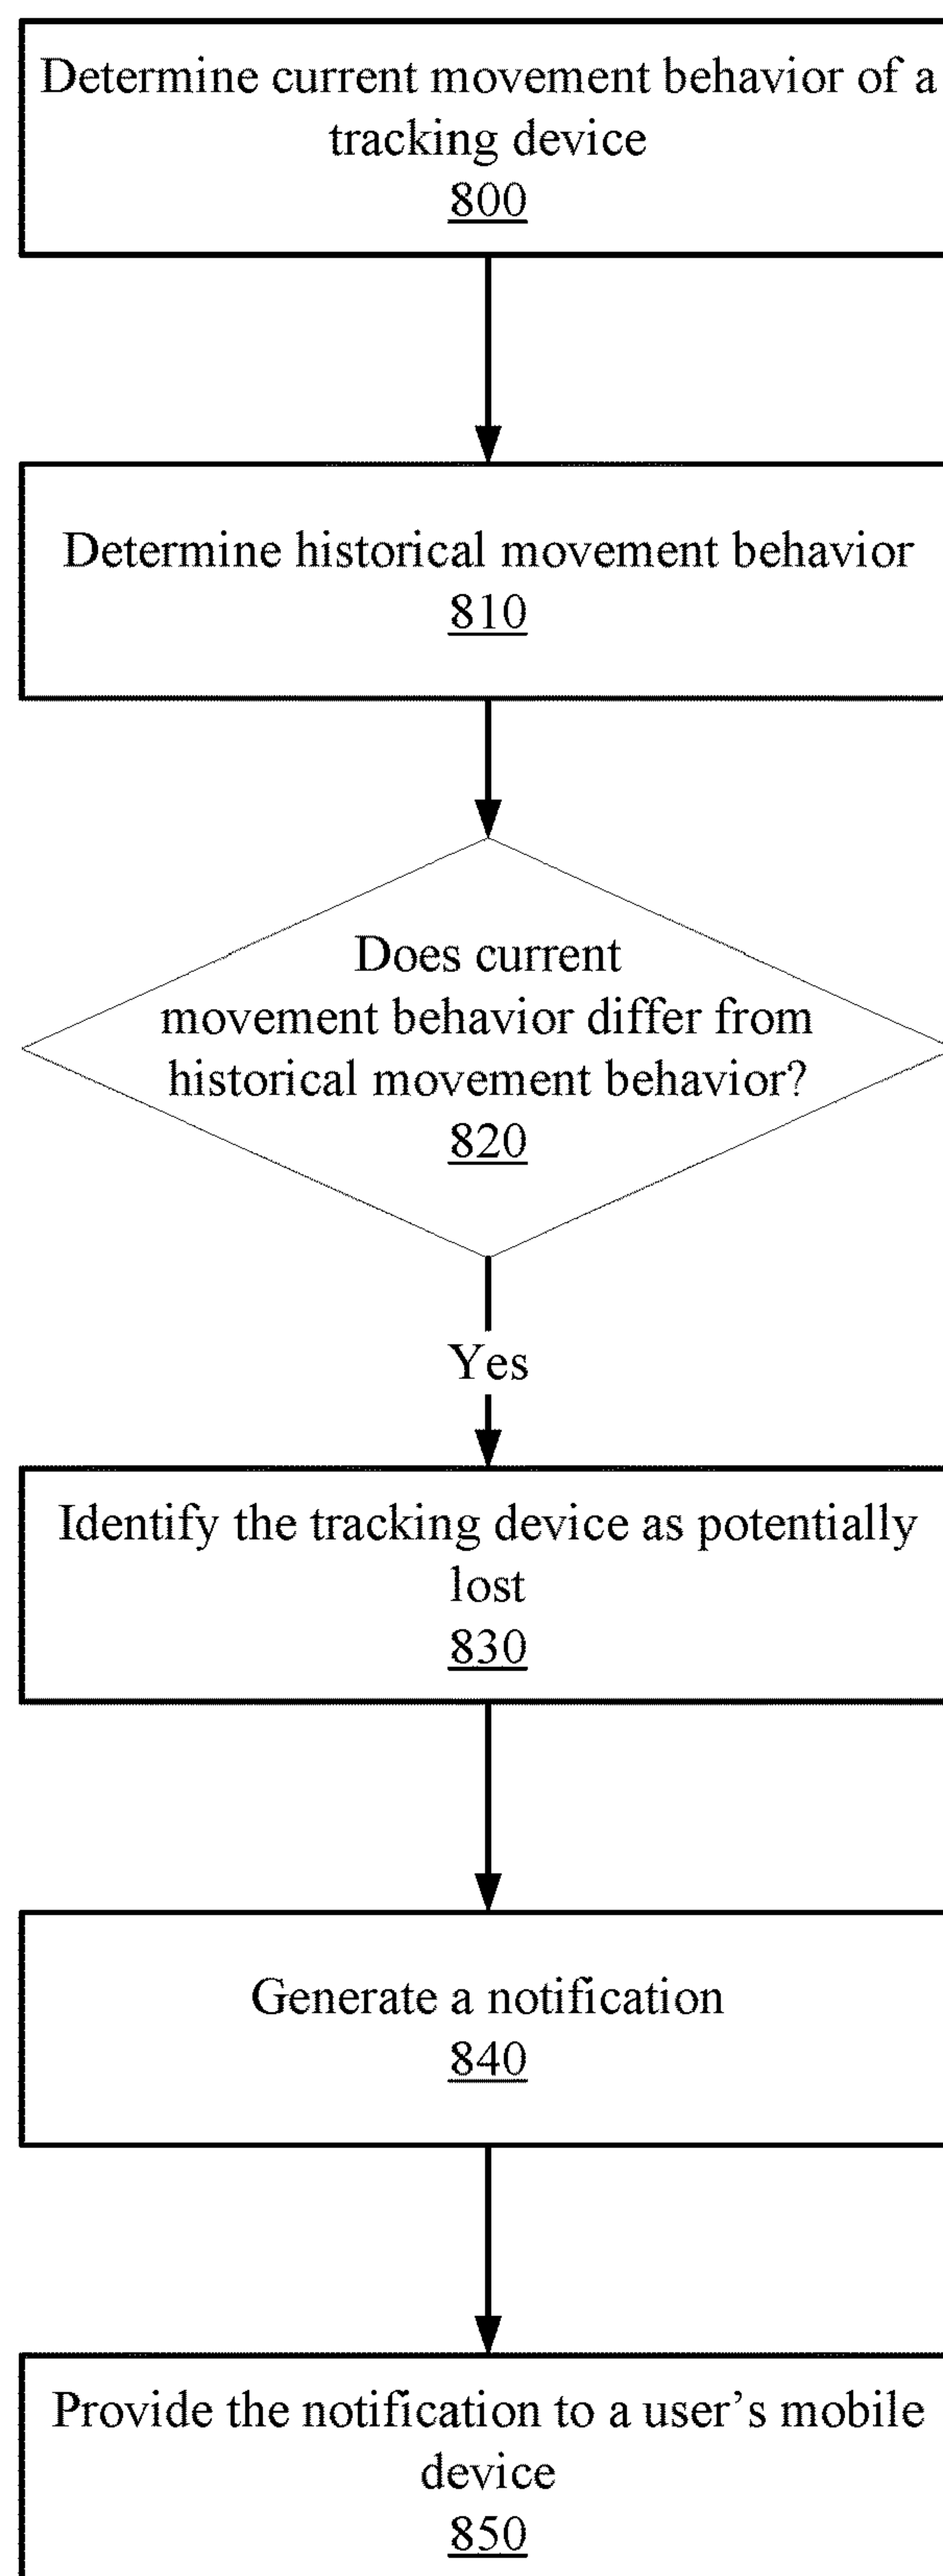 Determine current movement behavior of a
tracking device
800
Determine historical movement behavior
810
Does current
movement behavior differ from
historical movement behavior?
820
Yes
Identify the tracking device as potentially
lost
830
Generate a notification
840
Provide the notification to a user’s mobile
device
850